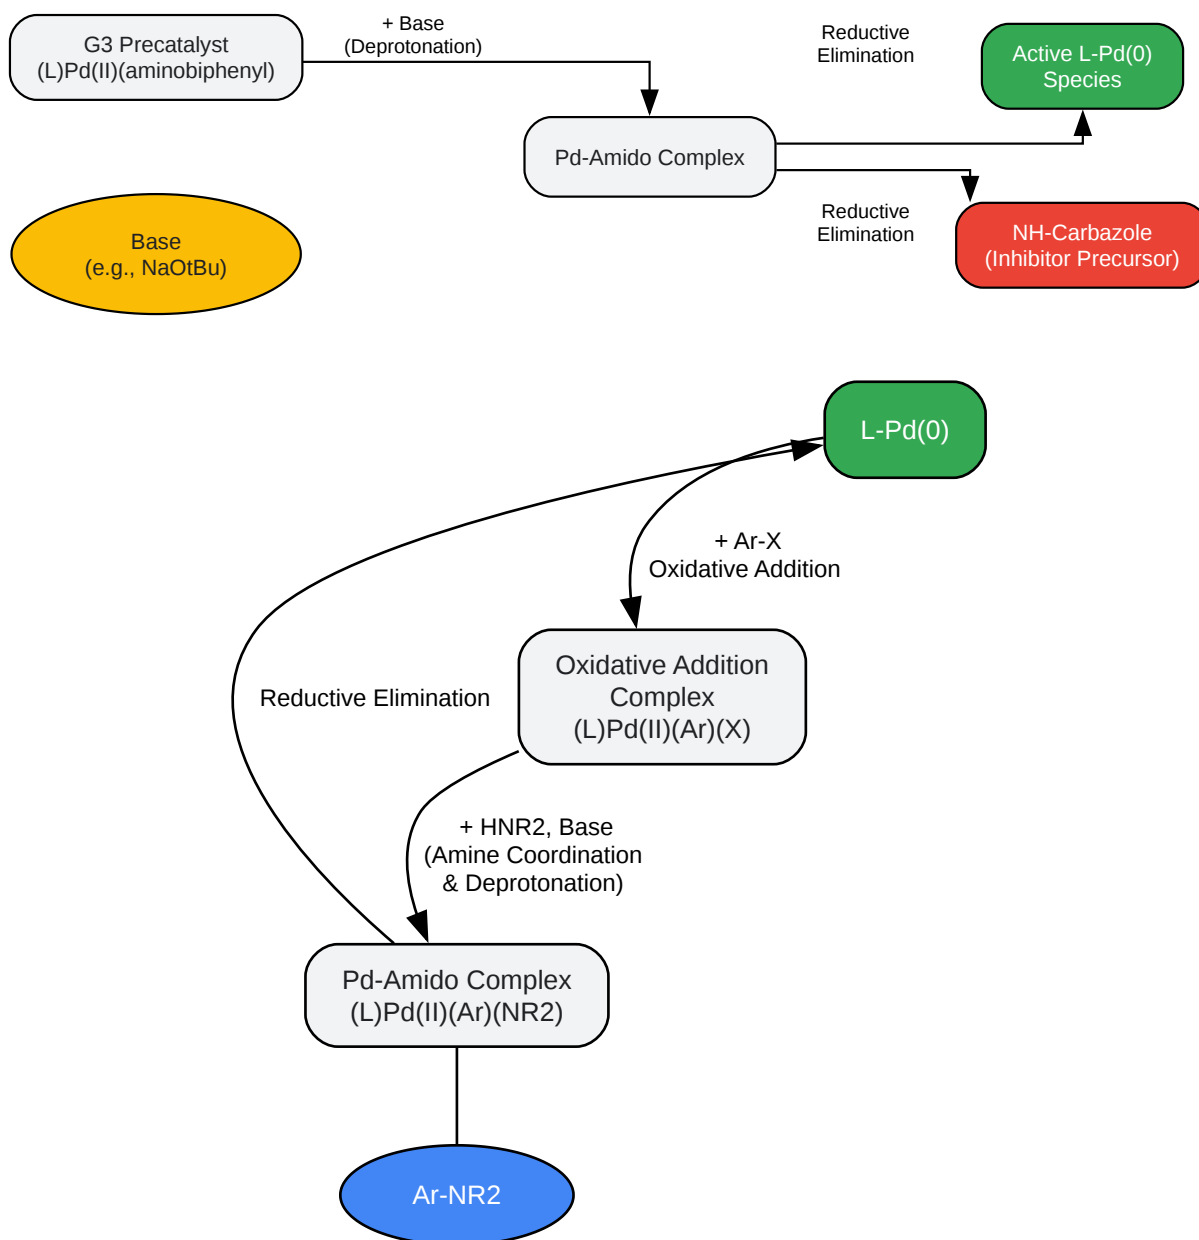 G3 Precatalyst
(L)Pd(II)(aminobiphenyl)
+ Base
(Deprotonation)
Reductive
Elimination
Active L-Pd(0)
Species
Pd-Amido Complex
Reductive
Elimination
NH-Carbazole
(Inhibitor Precursor)
Base
(e.g., NaOtBu)
L-Pd(0)
+ Ar-X
Oxidative Addition
Oxidative Addition
Complex
(L)Pd(II)(Ar)(X)
Reductive Elimination
+ HNR2, Base
(Amine Coordination
& Deprotonation)
Pd-Amido Complex
(L)Pd(II)(Ar)(NR2)
Ar-NR2